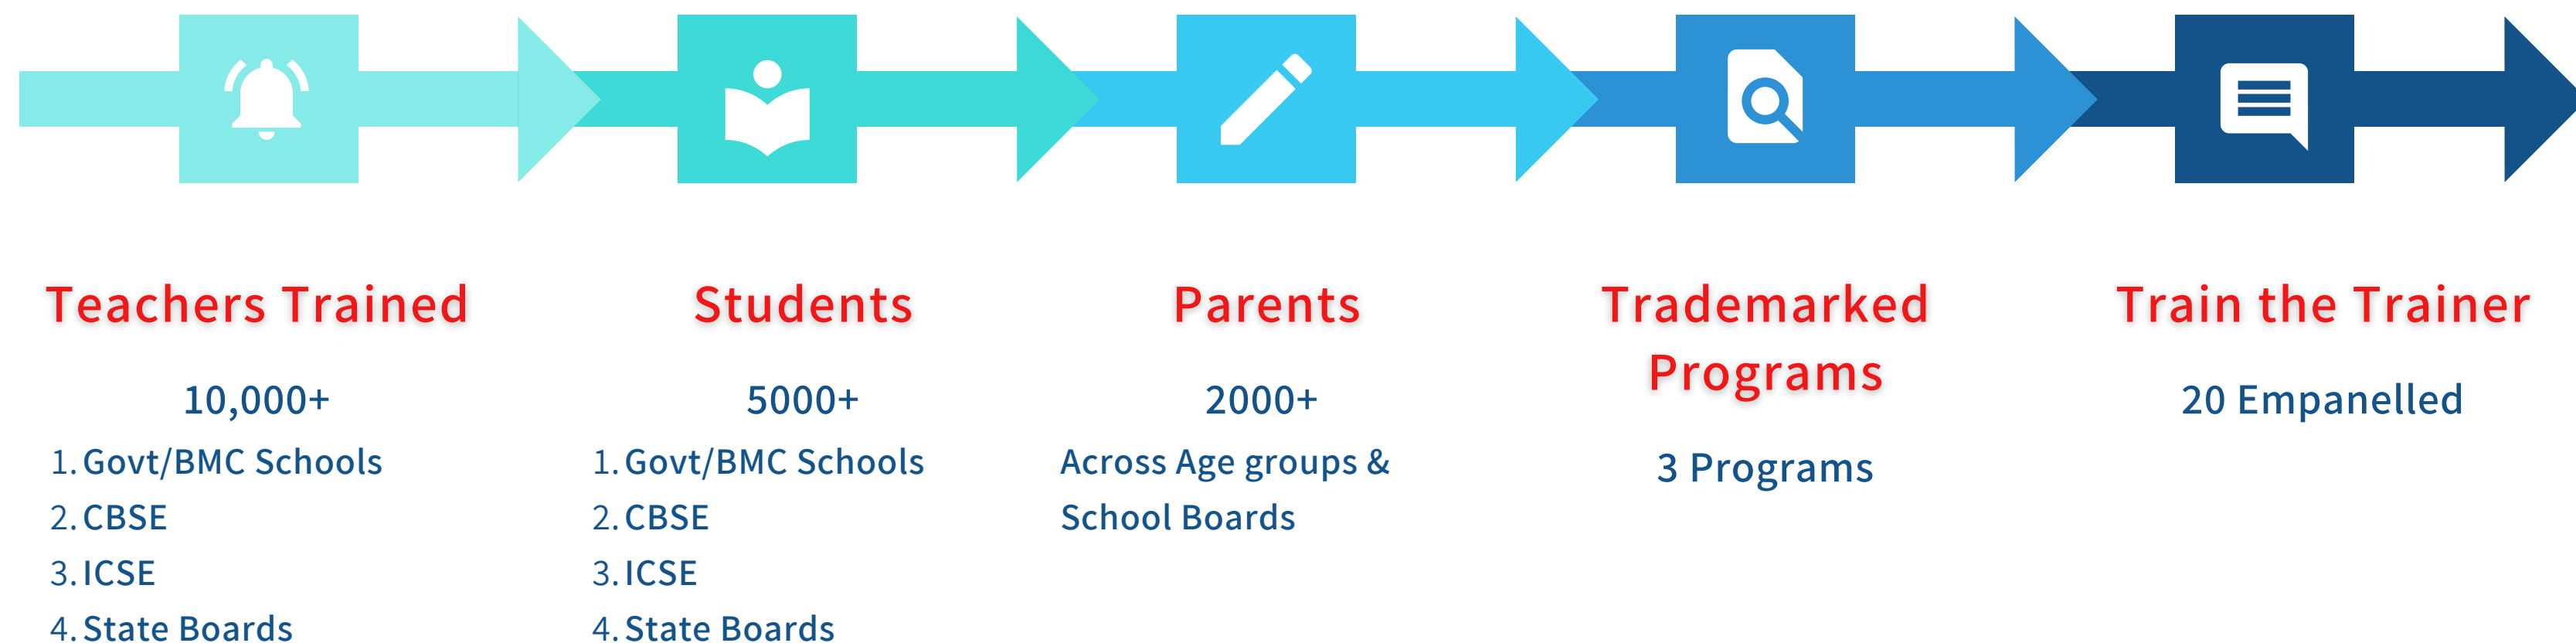 Teachers Trained
10,000+
1. Govt/BMC Schools
2. CBSE
3. ICSE
4. State Boards
Students
5000+
1. Govt/BMC Schools
2. CBSE
3. ICSE
4. State Boards
Parents
2000+
Across Age groups &
School Boards
Trademarked
Programs
3 Programs
Train the Trainer
20 Empanelled